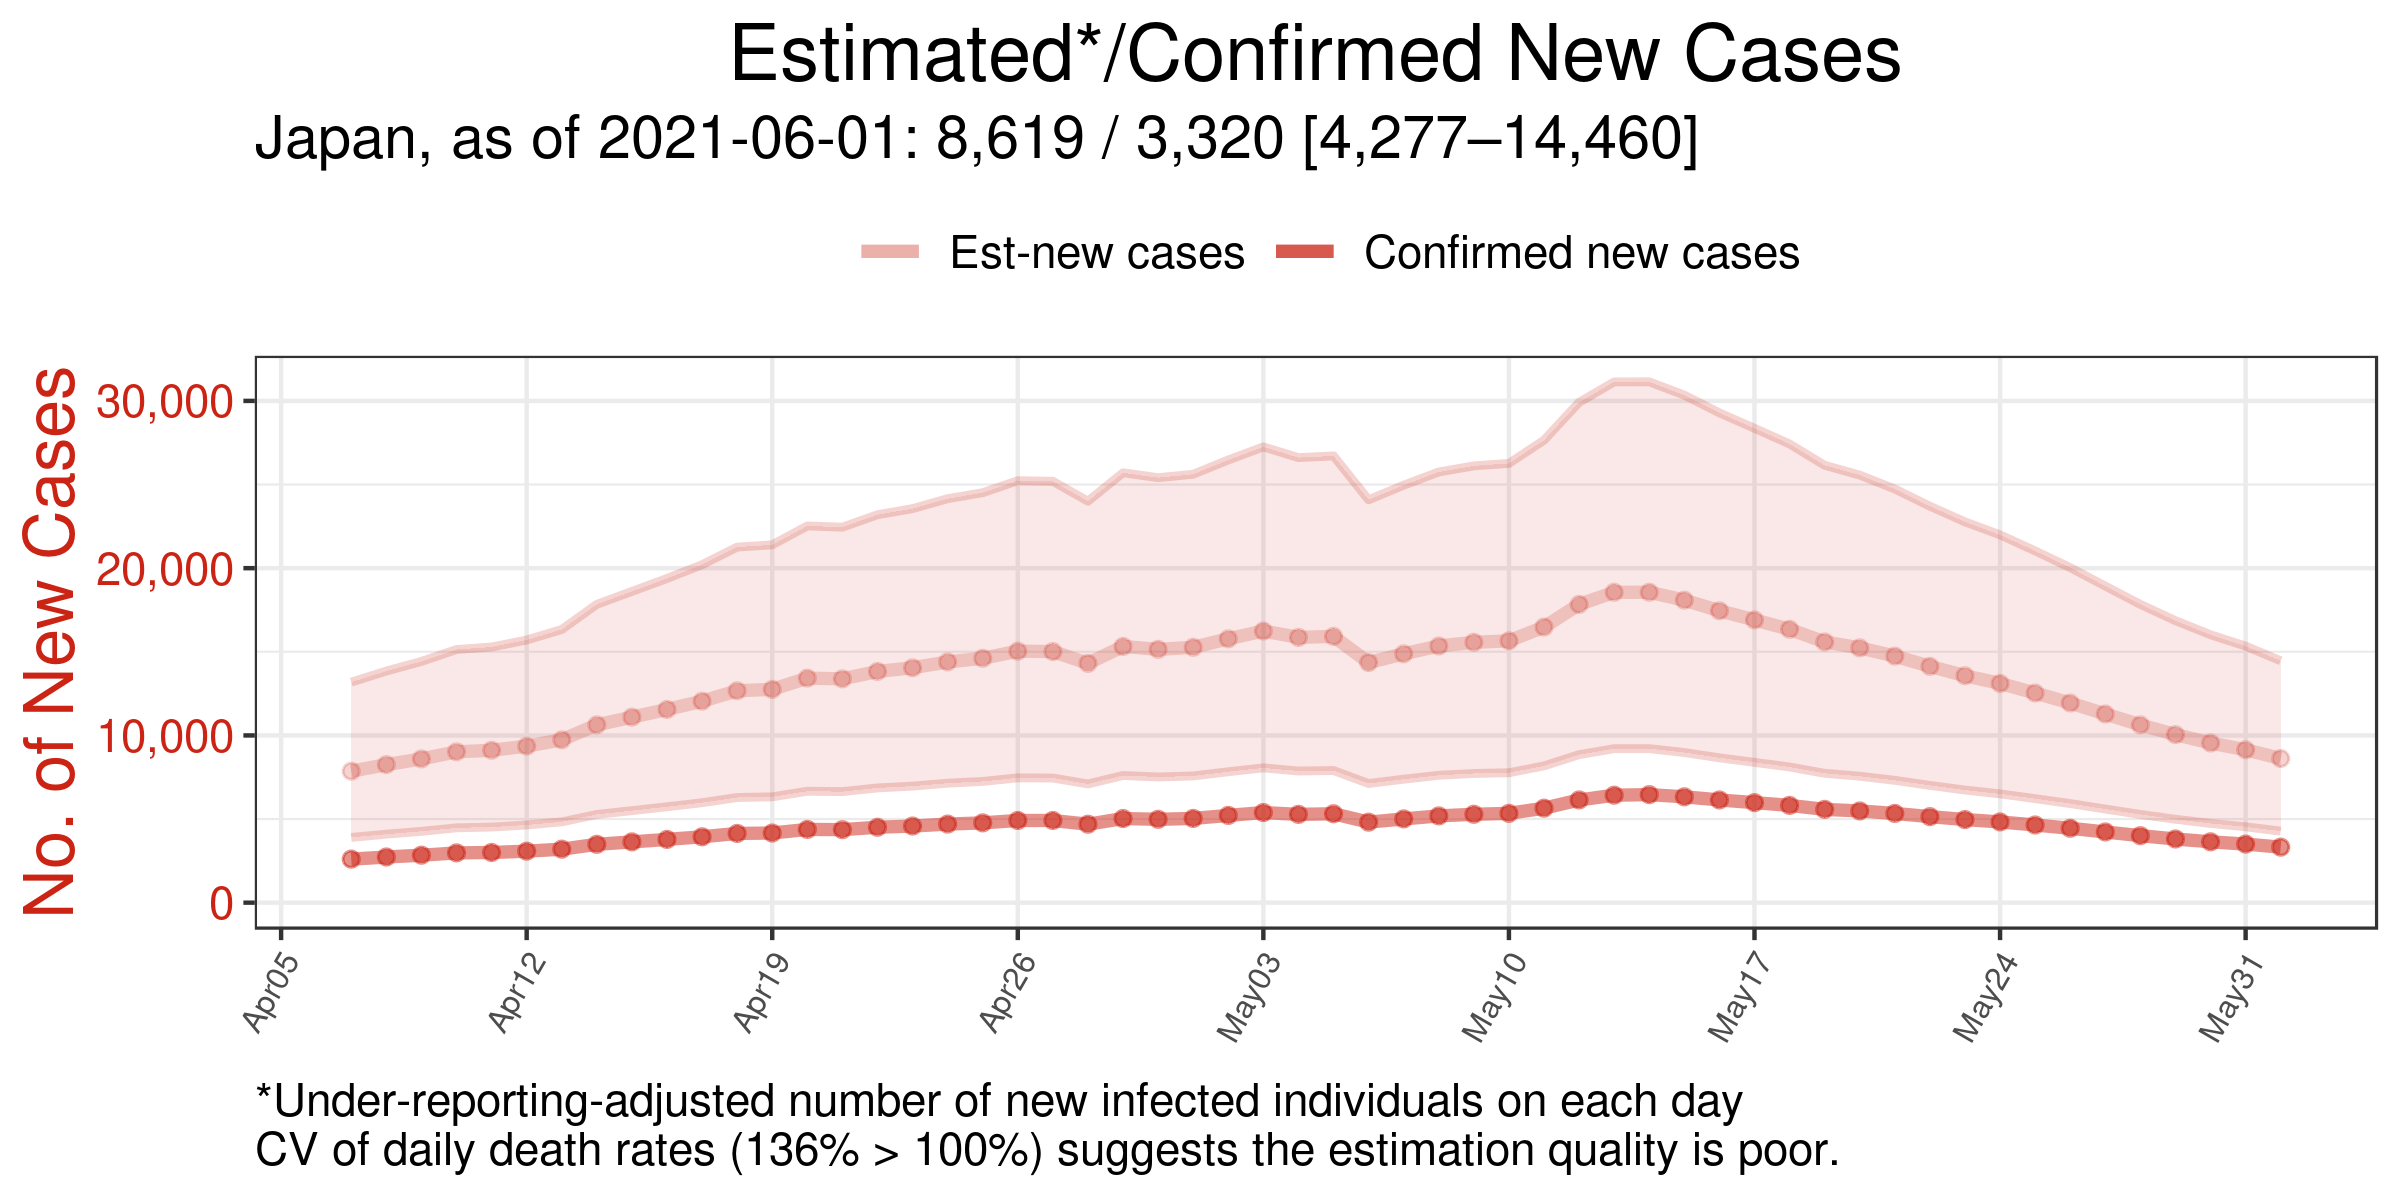 Estimated*/Confirmed New Cases
Japan, as of 2021-06-01: 8,619 / 3,320 [4,277–14,460]
Est-new cases
Confirmed new cases
No. of New Cases
30,000
20,000
10,000
0
Apr05
Apr12
Apr19
Apr26
May03
May10
May17
May24
May31
*Under-reporting-adjusted number of new infected individuals on each day
CV of daily death rates (136% > 100%) suggests the estimation quality is poor.